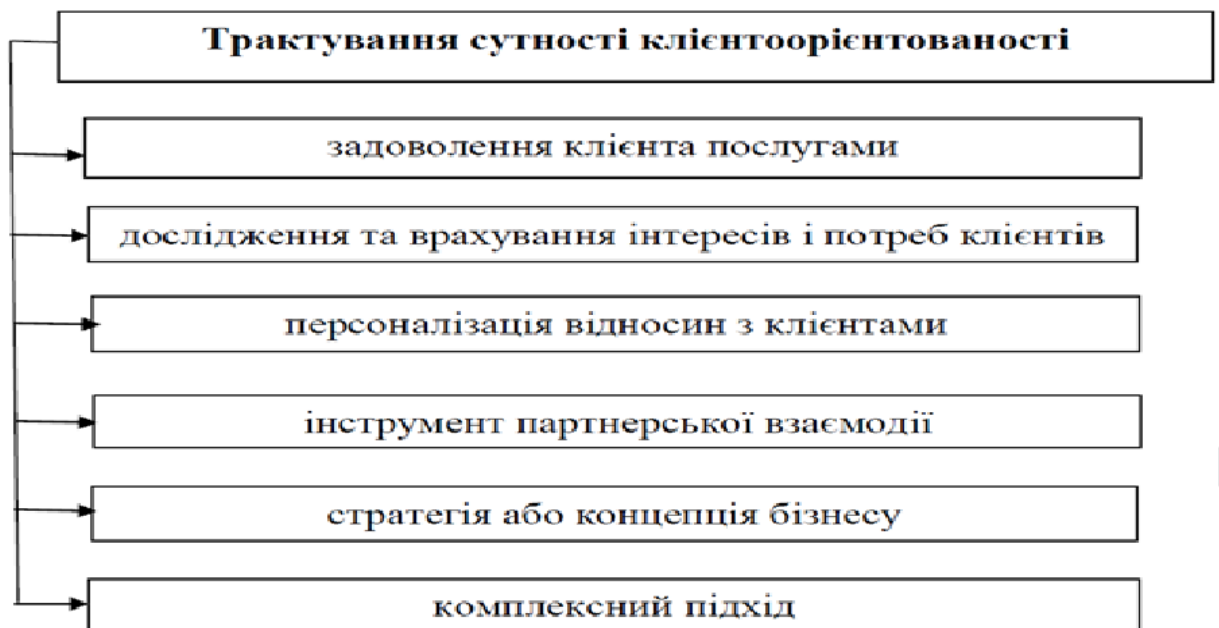 Трактування сутності клієнтоорієнтованості
задоволення клієнта послугами
дослідження та врахування інтересів і потреб клієнтів
персоналізація відносин з клієнтами
інструмент партнерської взаємодії
стратегія або концепція бізнесу
комплексний підхід